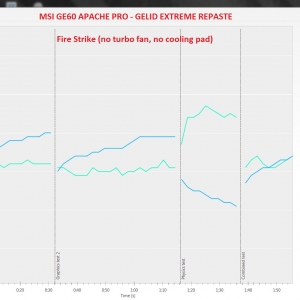 MSI GE60 APACHE PRO - GELID EXTREME REPASTE
Fire Strike (no turbo fan, no cooling pad)
Graphics test 2
Physics test
Combined test
0:20
0:30
0:50
1:00
1:10
1:20
1:30
1:40
1:50
Time [s]